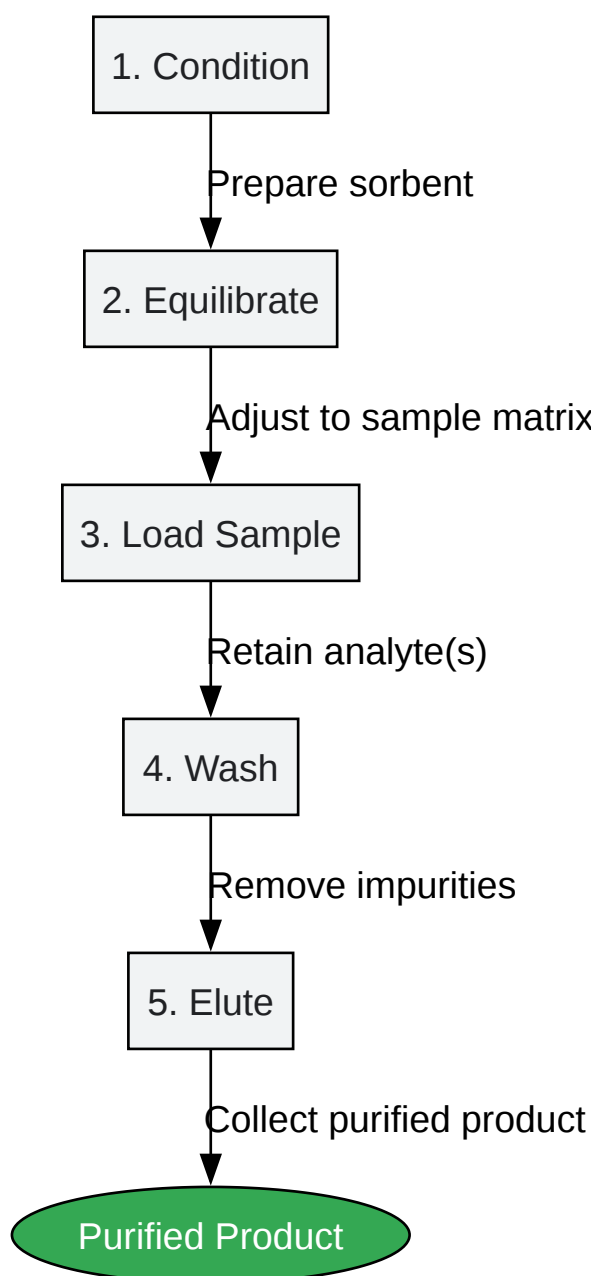 1. Condition
Prepare sorbent
2. Equilibrate
Adjust to sample matrix
3. Load Sample
Retain analyte(s)
4. Wash
Remove impurities
5. Elute
Collect purified product
Purified Product